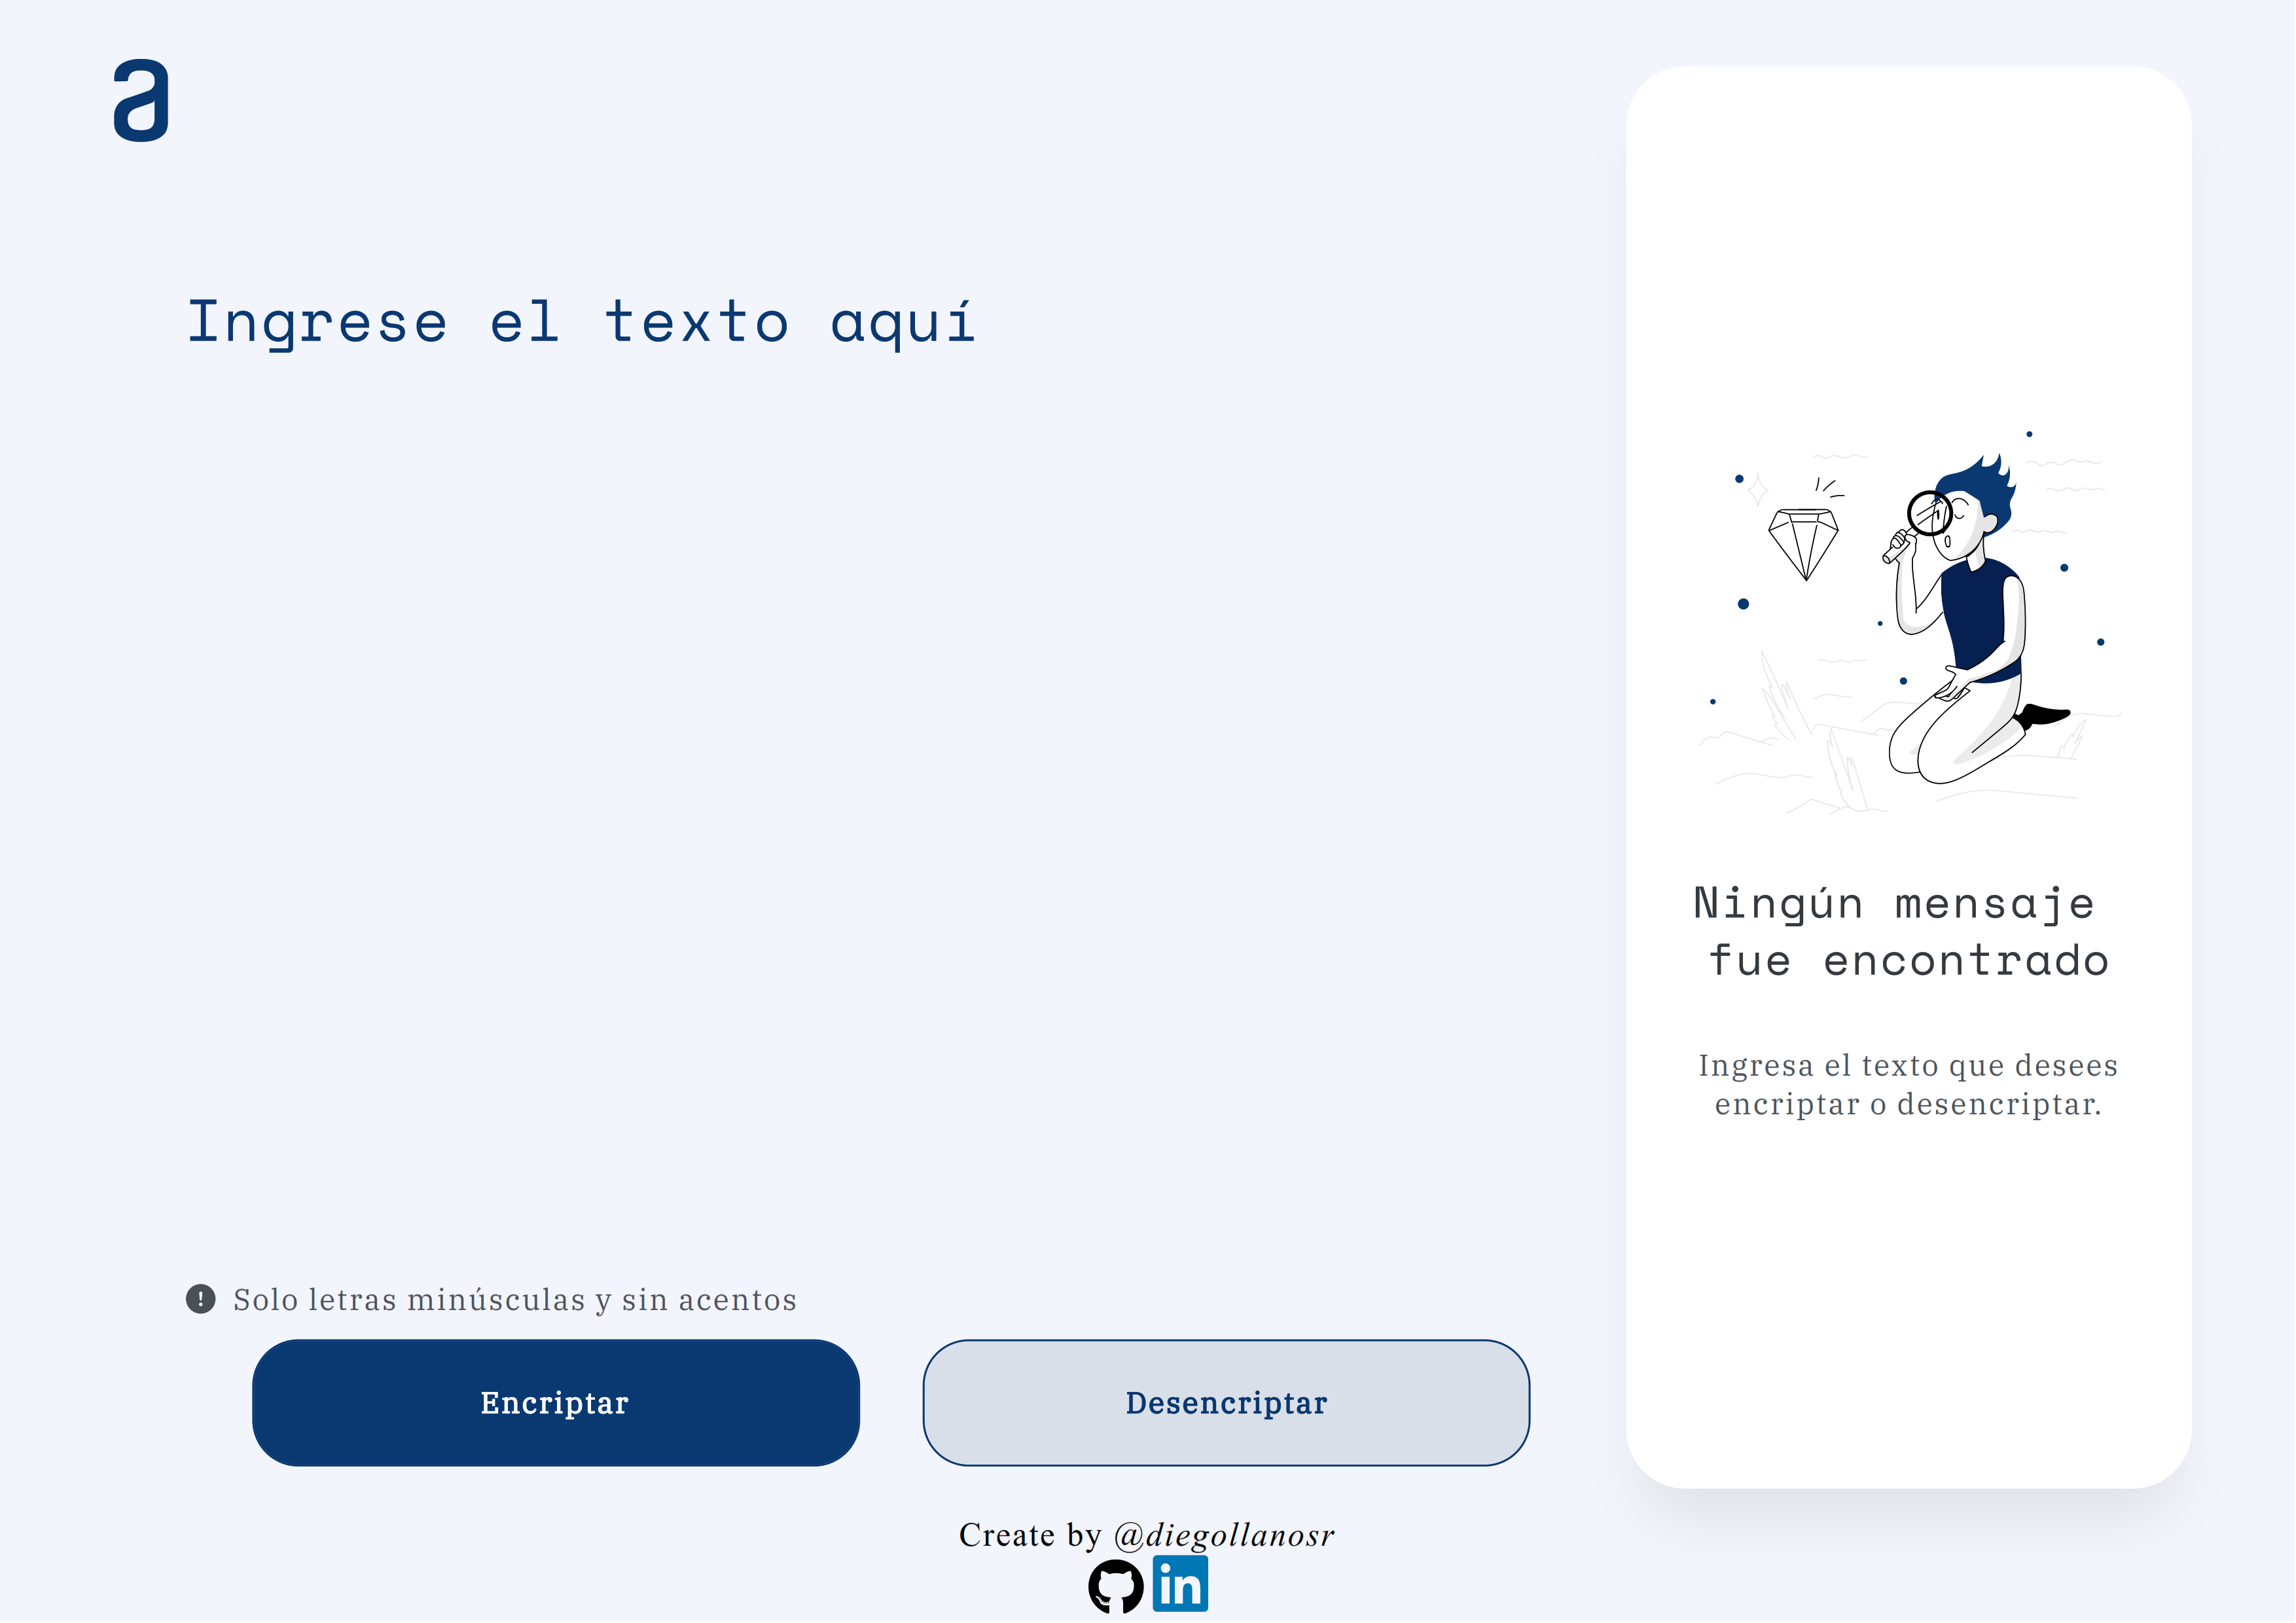 a
Ingrese el texto aquí
Ningún mensaje
fue encontrado
Ingresa el texto que desees
encriptar o desencriptar.
Solo letras minúsculas y sin acentos
Encriptar
Desencriptar
Create by @diegollanosr
in